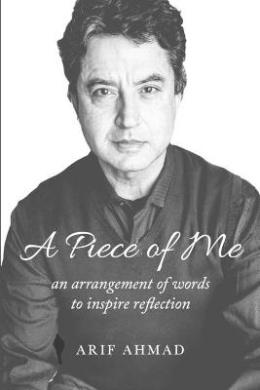 A Piece of Me
an arrangement of words
to inspire reflection
ARIF AHMAD